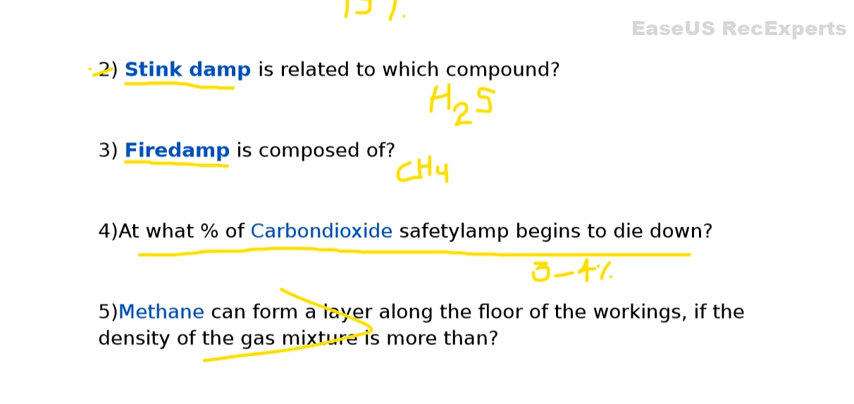 15%.
EaseUS RecExperts
2) Stink damp is related to which compound?
H2S
3) Firedamp is composed of?
CH4
4)At what % of Carbondioxide safetylamp begins to die down?
3-4%
5)Methane can form a layer along the floor of the workings, if the
density of the gas mixture is more than?